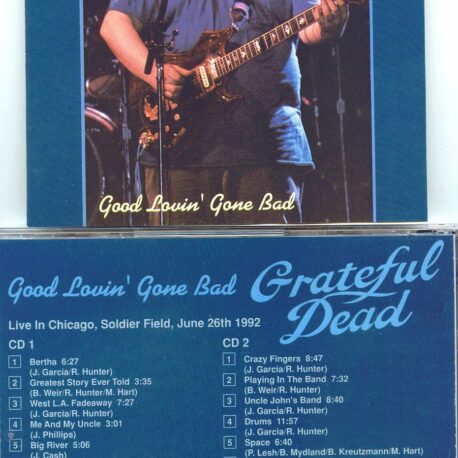 Good Lovin' Gone Bad
Good Lovin' Gone Bad
Grateful
Dead
Live In Chicago, Soldier Field, June 26th 1992
CD 1
1 Bertha 6:27
(J. Garcia/R. Hunter)
2 Greatest Story Ever Told 3:35
(B. Weir/R. Hunter/M. Hart)
3 West L.A. Fadeaway 7:27
(J. Garcia/R. Hunter)
4 Me And My Uncle 3:01
(J. Phillips)
5 Big River 5:06
(J. Cash)
CD 2
1 Crazy Fingers 8:47
(J. Garcia/R. Hunter)
2 Playing In The Band 7:32
(B. Weir/R. Hunter)
3 Uncle John's Band 8:40
(J. Garcia/R. Hunter)
4 Drums 11:57
(J. Garcia/R. Hunter)
5 Space 6:40
(P. Lesh/B. Mydland/B. Kreutzmann/M. Hart)